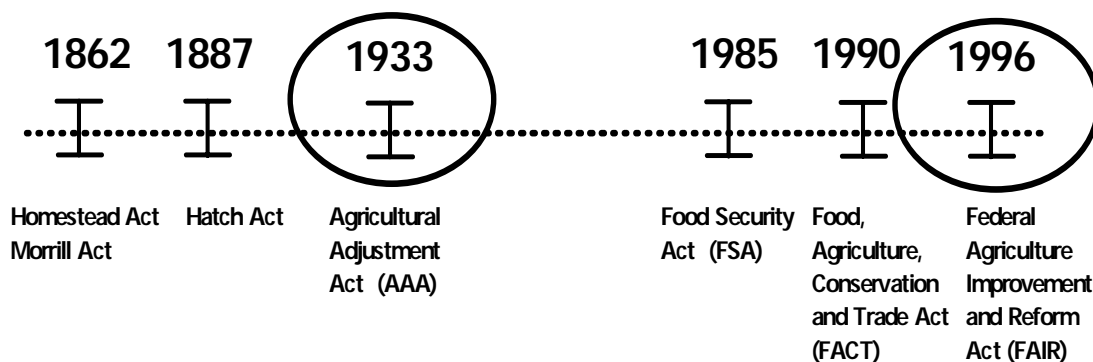 1862 1887 1933 1985 1990 1996
Homestead Act
Morrill Act
Hatch Act
Agricultural
Adjustment
Act (AAA)
Food Security
Act (FSA)
Food,
Agriculture,
Conservation
and Trade Act
(FACT)
Federal
Agriculture
Improvement
and Reform
Act (FAIR)